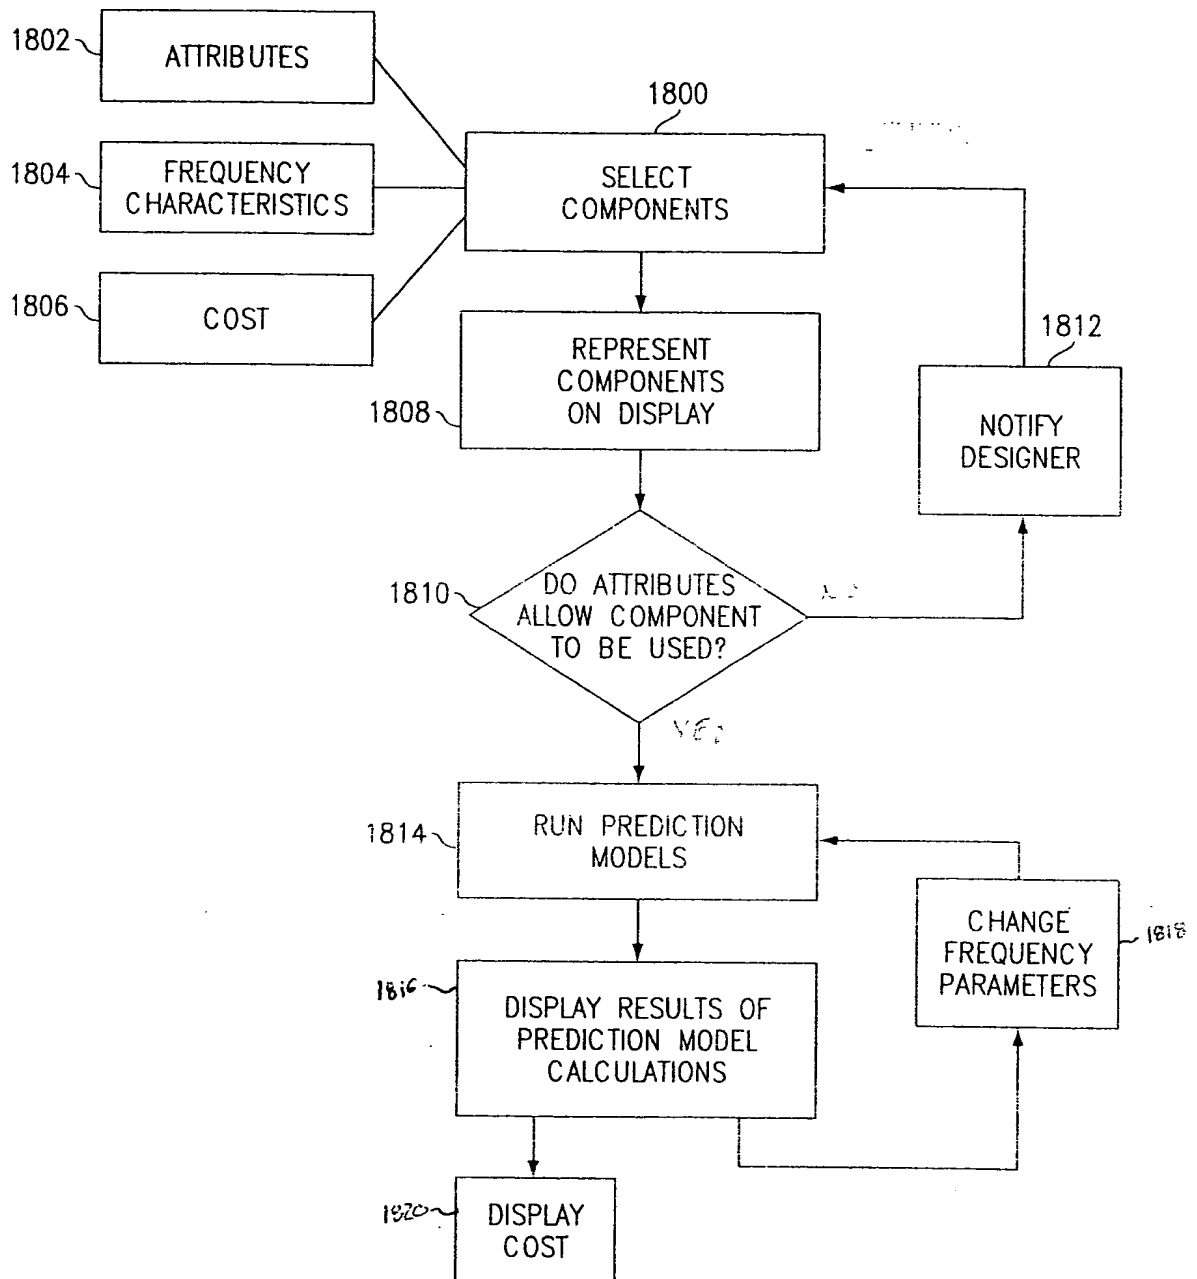 1802
ATTRIBUTES
1800
1804
FREQUENCY
CHARACTERISTICS
SELECT
COMPONENTS
1806
COST
1812
REPRESENT
COMPONENTS
ON DISPLAY
1808
NOTIFY
DESIGNER
1810
DO ATTRIBUTES
ALLOW COMPONENT
TO BE USED?
NO
YES
1814
RUN PREDICTION
MODELS
CHANGE
FREQUENCY
PARAMETERS
1818
1816
DISPLAY RESULTS OF
PREDICTION MODEL
CALCULATIONS
1820
DISPLAY
COST